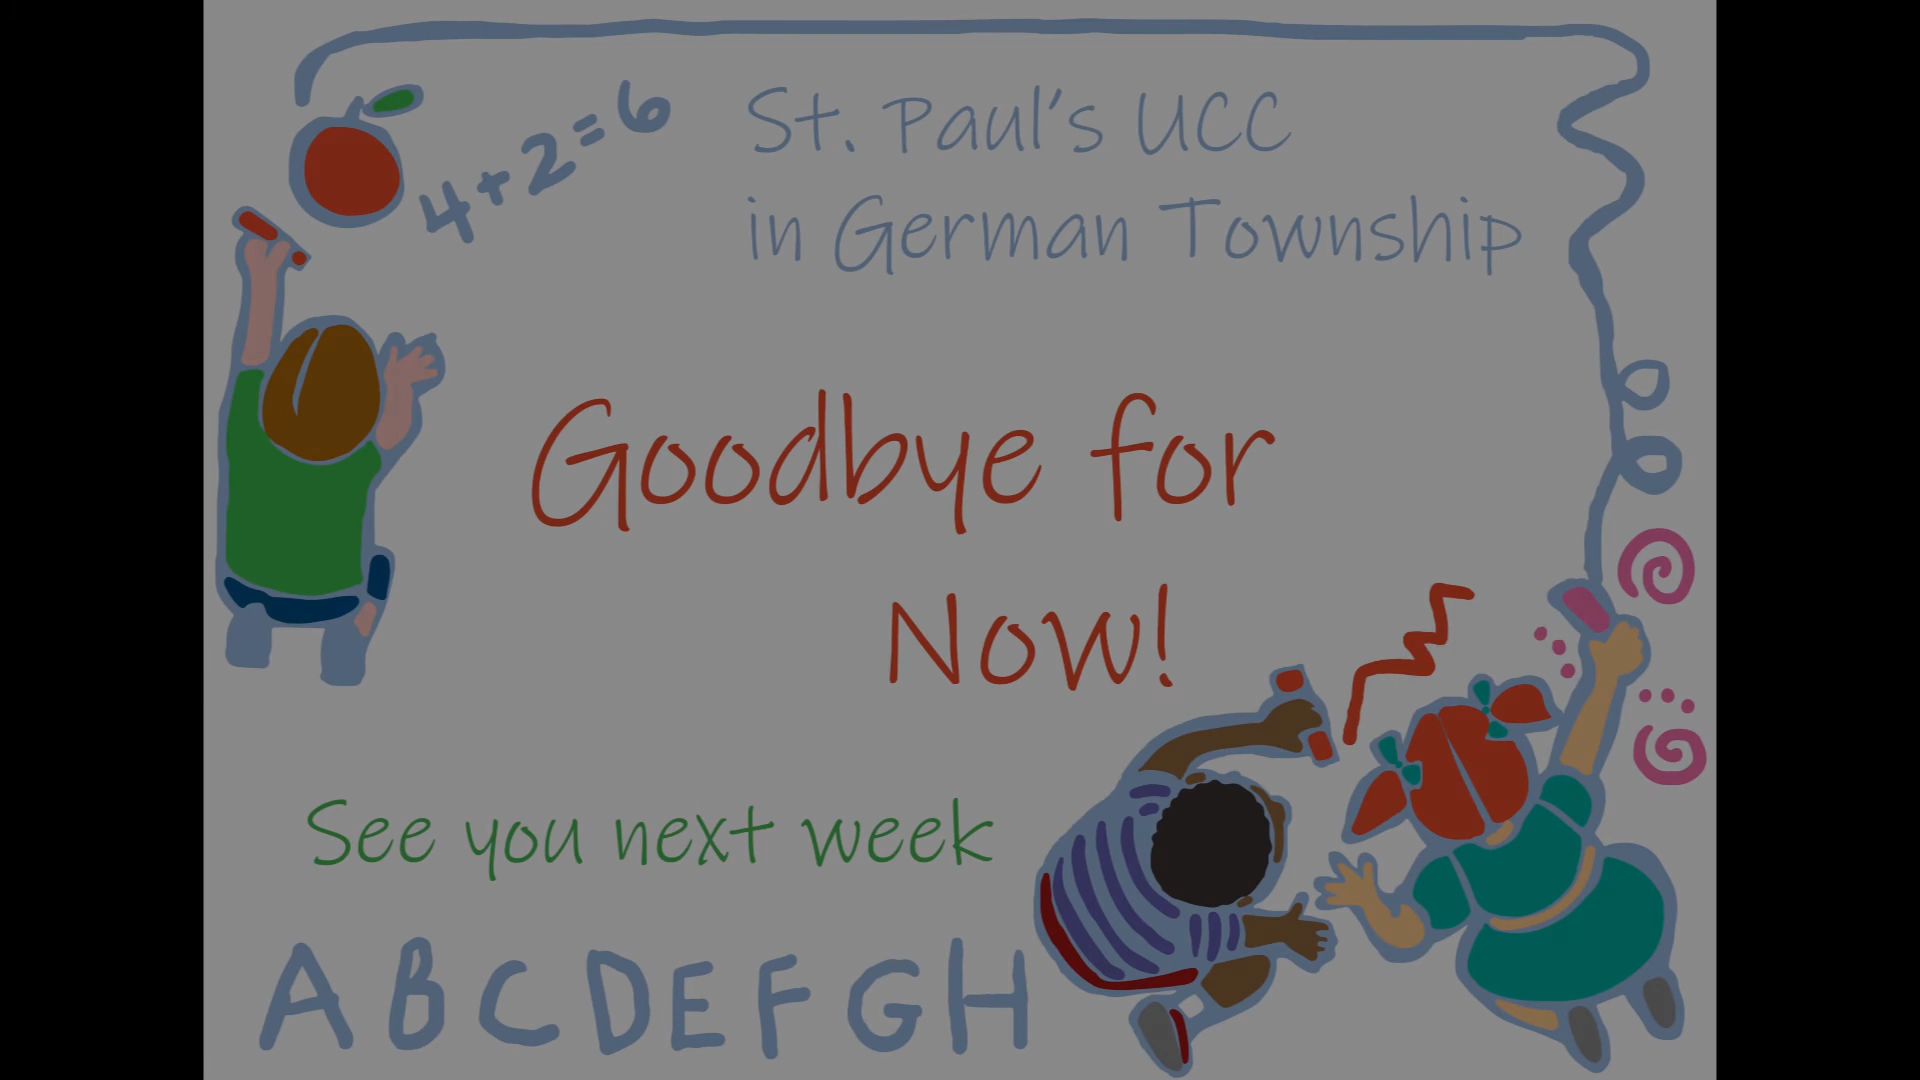 4+2=6
St. Paul's UCC
in German Township
Goodbye for
Now!
See you next week
ABCDEFGH